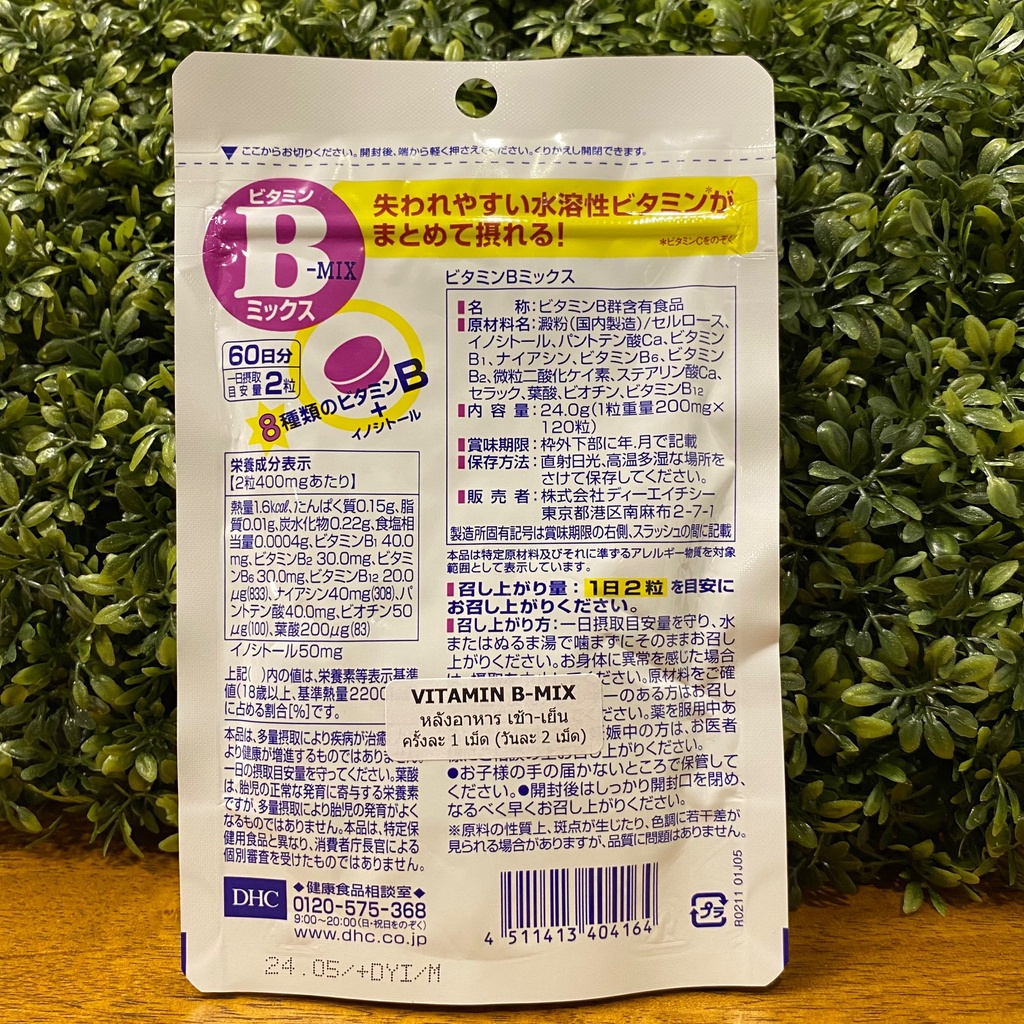 ▼ここからお切りください。開封後、端から軽く押さえてください。くりかえし開閉できます。
ビタミン
B
-MIX
ミックス
失われやすい水溶性ビタミン*が
まとめて摂れる!
*ビタミンCをのぞく
60日分
一日摂取
目安量 2粒
8種類のビタミンB
+
イノシトール
栄養成分表示
【2粒400mgあたり】
熱量1.6kcal、たんぱく質0.15g、脂
質0.01g、炭水化物0.22g、食塩相
当量0.0004g、ビタミンB1 40.0
mg、ビタミンB2 30.0mg、ビタミ
ンB6 30.0mg、ビタミンB12 20.0
μg(833)、ナイアシン40mg(308)、パ
ントテン酸40.0mg、ビオチン50
μg(100)、葉酸200μg(83)
イノシトール50mg
上記( )内の値は、栄養素等表示基準
値(18歳以上、基準熱量2200
に占める割合[%]です。
本品は、多量摂取により疾病が治癒
より健康が増進するものではありません
一日の摂取目安量を守ってください。葉酸
は、胎児の正常な発育に寄与する栄養素
ですが、多量摂取により胎児の発育がよく
なるものではありません。本品は、特定保
健用食品と異なり、消費者庁長官による
個別審査を受けたものではありません。
DHC
◆健康食品相談室◆
0120-575-368
9:00~20:00(日・祝日をのぞく)
www.dhc.co.jp
24.05/+DYI/M
ビタミンBミックス
名 称:ビタミンB群含有食品
原材料名:澱粉(国内製造)/セルロース、
イノシトール、パントテン酸Ca、ビタミン
B1、ナイアシン、ビタミンB6、ビタミン
B2、微粒二酸化ケイ素、ステアリン酸Ca、
セラック、葉酸、ビオチン、ビタミンB12
内 容 量:24.0g(1粒重量200mg×
120粒)
賞味期限:枠外下部に年、月で記載
保存方法:直射日光、高温多湿な場所を
さけて保存してください。
販 売 者:株式会社ディーエイチシー
東京都港区南麻布2-7-1
製造所固有記号は賞味期限の右側、スラッシュの間に記載
本品は特定原材料及びそれに準ずるアレルギー物質を対象
範囲として表示しています。
召し上がり量: 1日2粒 を目安に
お召し上がりください。
召し上がり方:一日摂取目安量を守り、水
またはぬるま湯で噛まずにそのままお召し
上がりください。お身体に異常を感じた場合
原材料をご確
ーのある方はお召し
ださい。薬を服用中あ
妊娠中の方は、お医者
上がりください。
●お子様の手の届かないところで保管して
ください。●開封後はしっかり開封口を閉め、
なるべく早くお召し上がりください。
※原料の性質上、斑点が生じたり、色調に若干差が
見られる場合がありますが、品質に問題はありません。
VITAMIN B-MIX
หลังอาหาร เช้า-เย็น
ครั้งละ 1 เม็ด (วันละ 2 เม็ด)
4 511413 404164
プラ
R0211 01J05